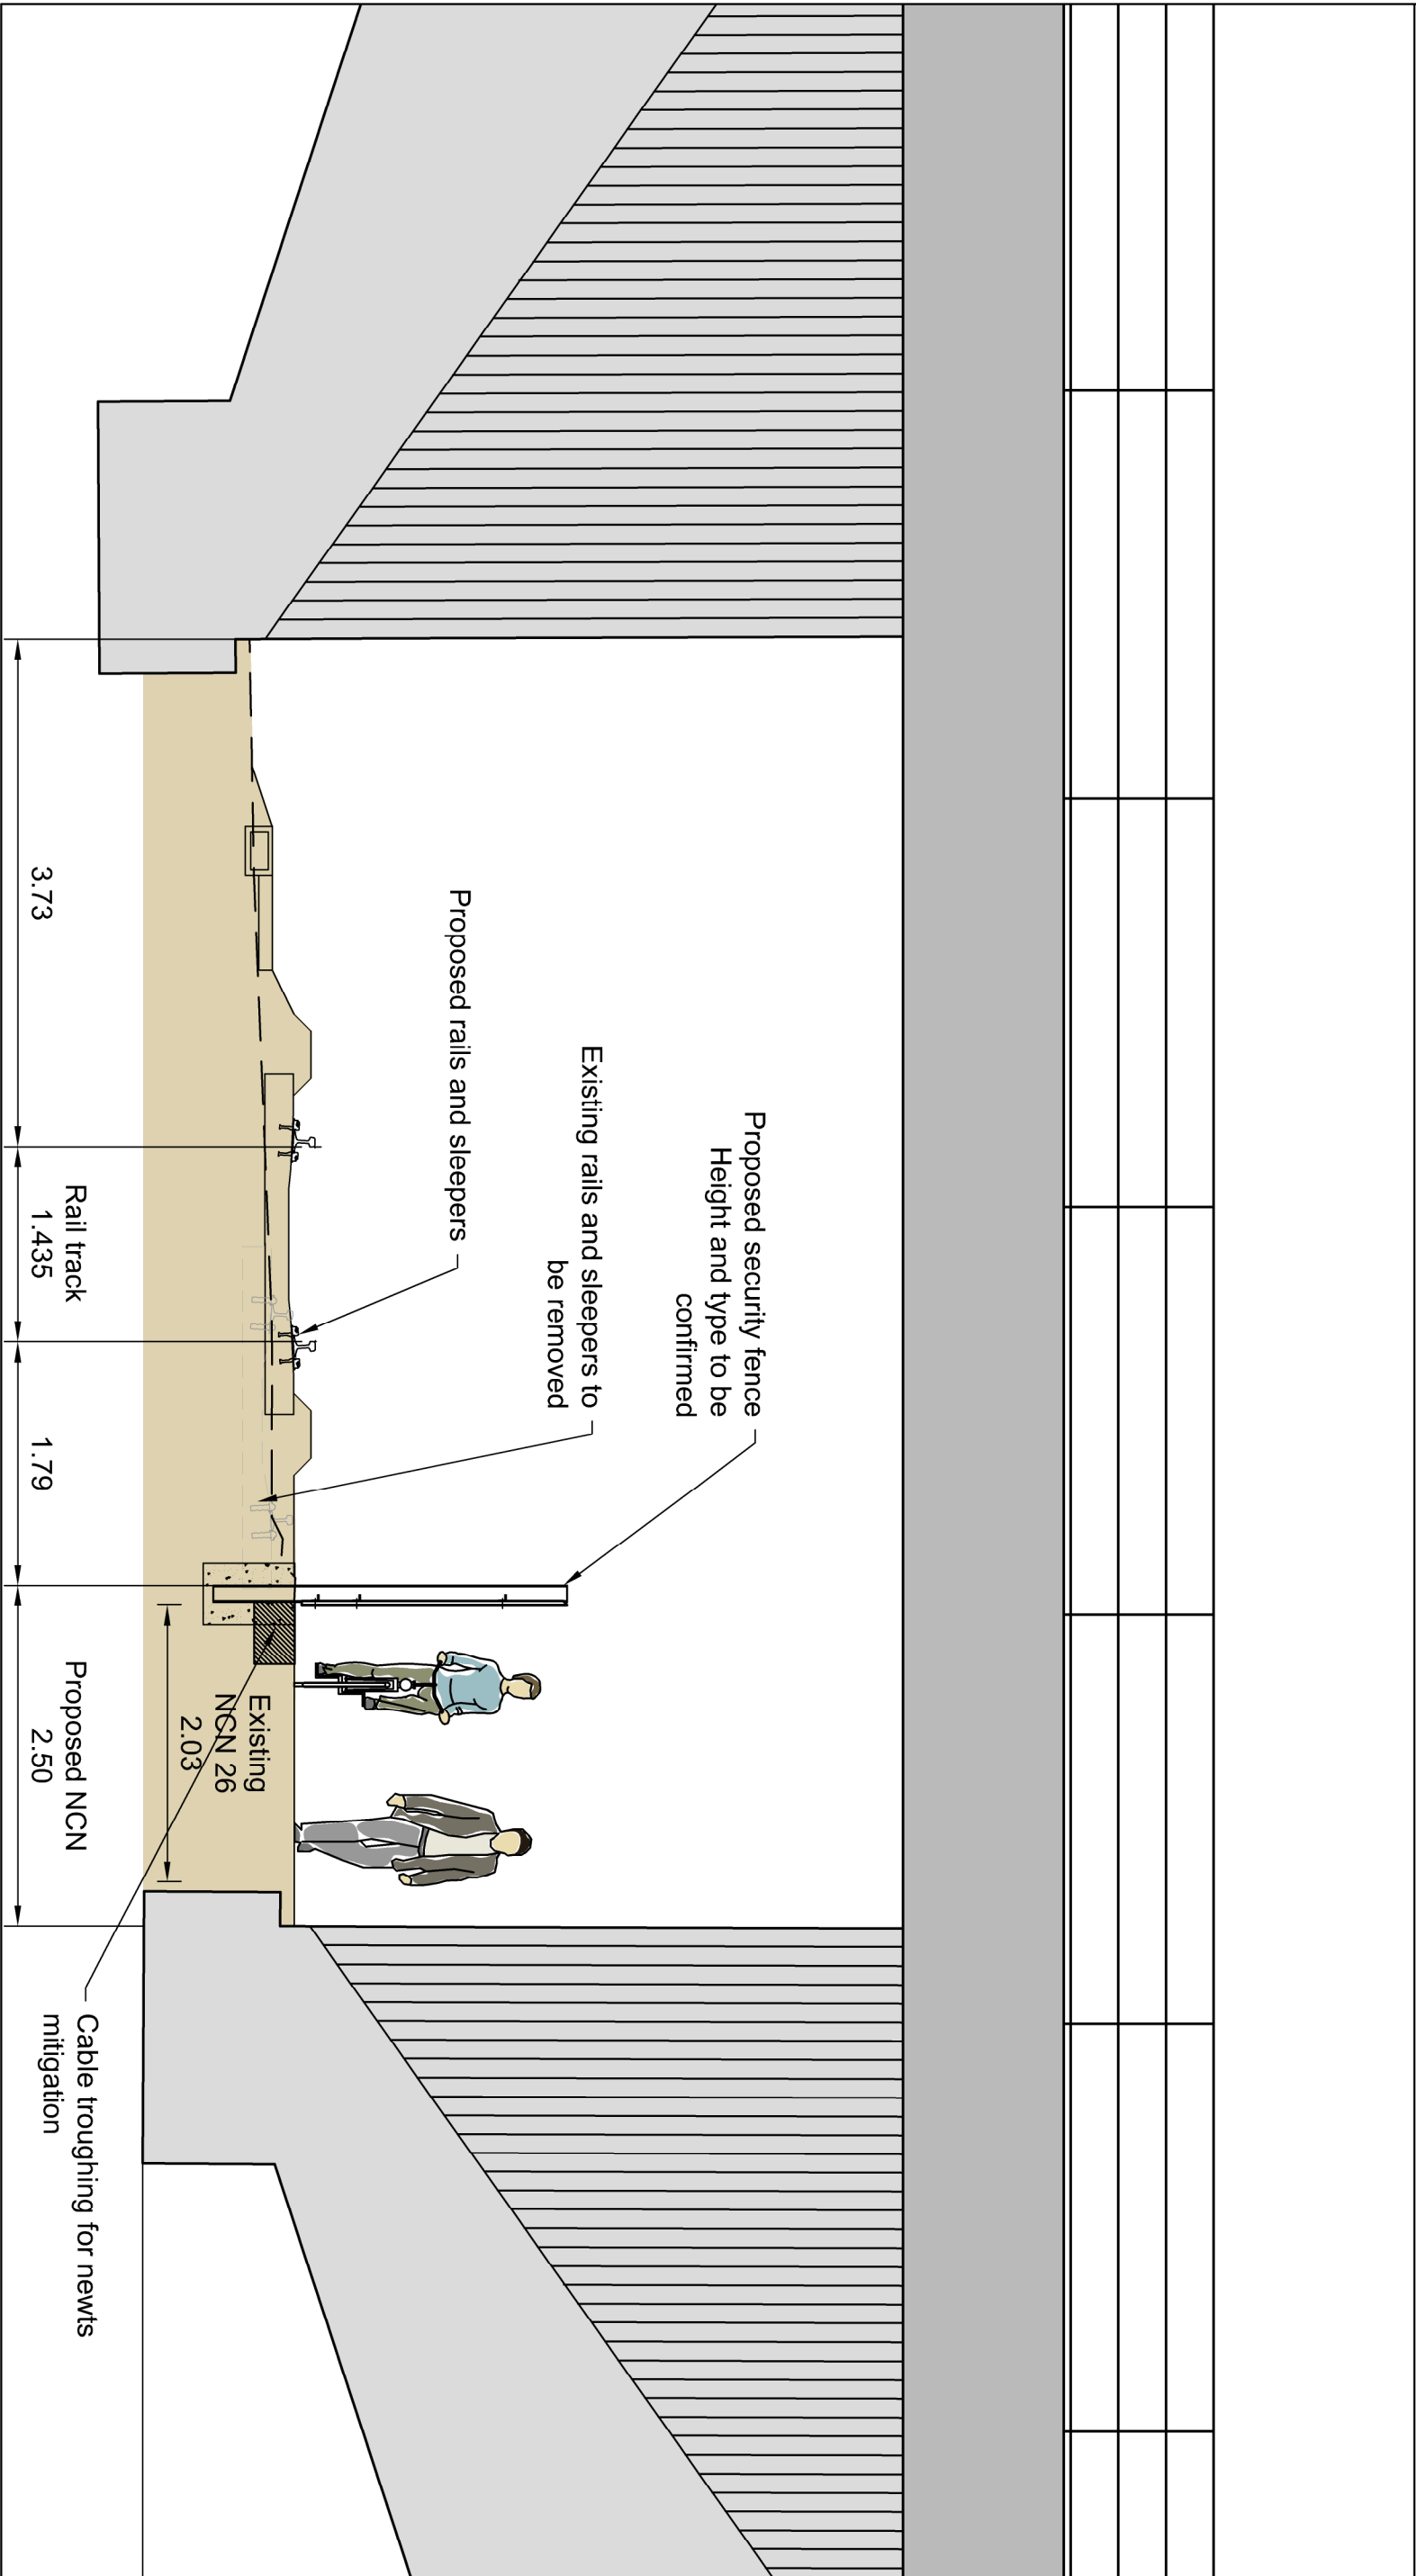 Proposed security fence
Height and type to be
confirmed
Existing rails and sleepers to
be removed
Proposed rails and sleepers
Existing
NCN 26
2.03
3.73
Rail track
1.435
1.79
Proposed NCN
2.50
Cable troughing for newts
mitigation